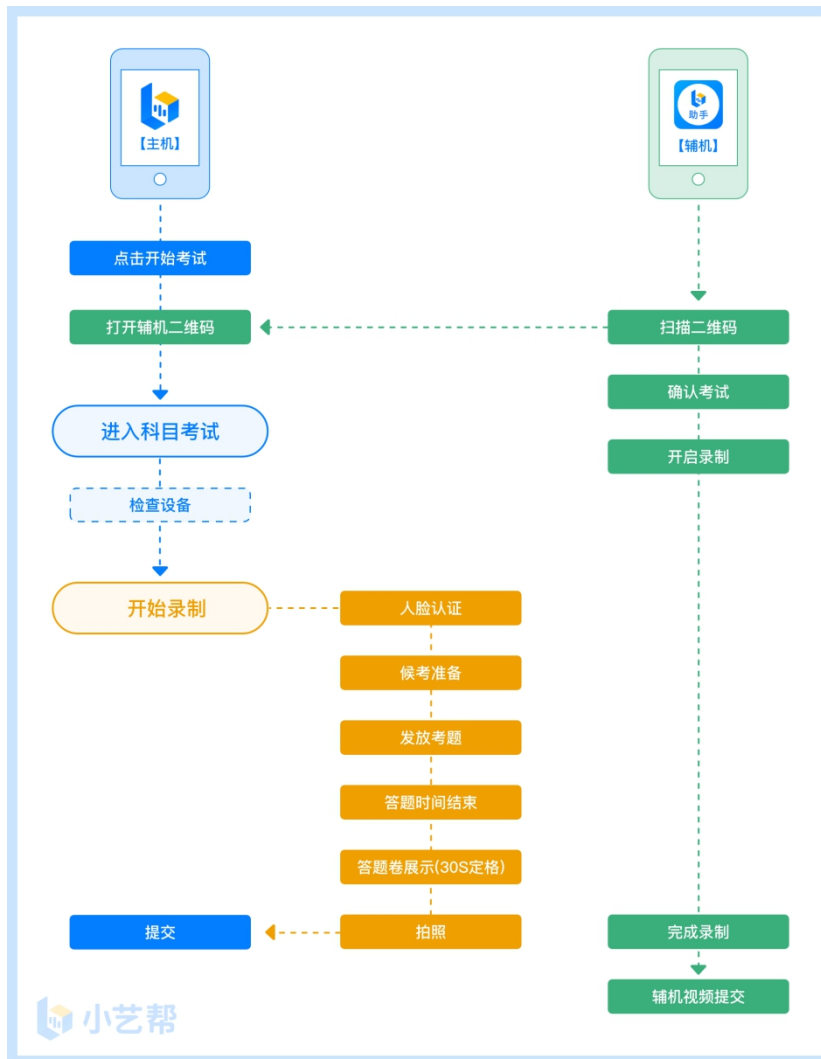 【主机】
助手
【辅机】
点击开始考试
打开辅机二维码
扫描二维码
确认考试
进入科目考试
开启录制
检查设备
开始录制
人脸认证
候考准备
发放考题
答题时间结束
答题卷展示(30S定格)
提交
拍照
完成录制
辅机视频提交
小艺帮